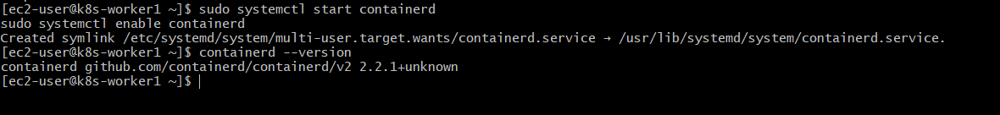 [ec2-user@k8s-worker1 ~]$ sudo systemctl start containerd
sudo systemctl enable containerd
Created symlink /etc/systemd/system/multi-user.target.wants/containerd.service → /usr/lib/systemd/system/containerd.service.
[ec2-user@k8s-worker1 ~]$ containerd --version
containerd github.com/containerd/containerd/v2 2.2.1+unknown
[ec2-user@k8s-worker1 ~]$